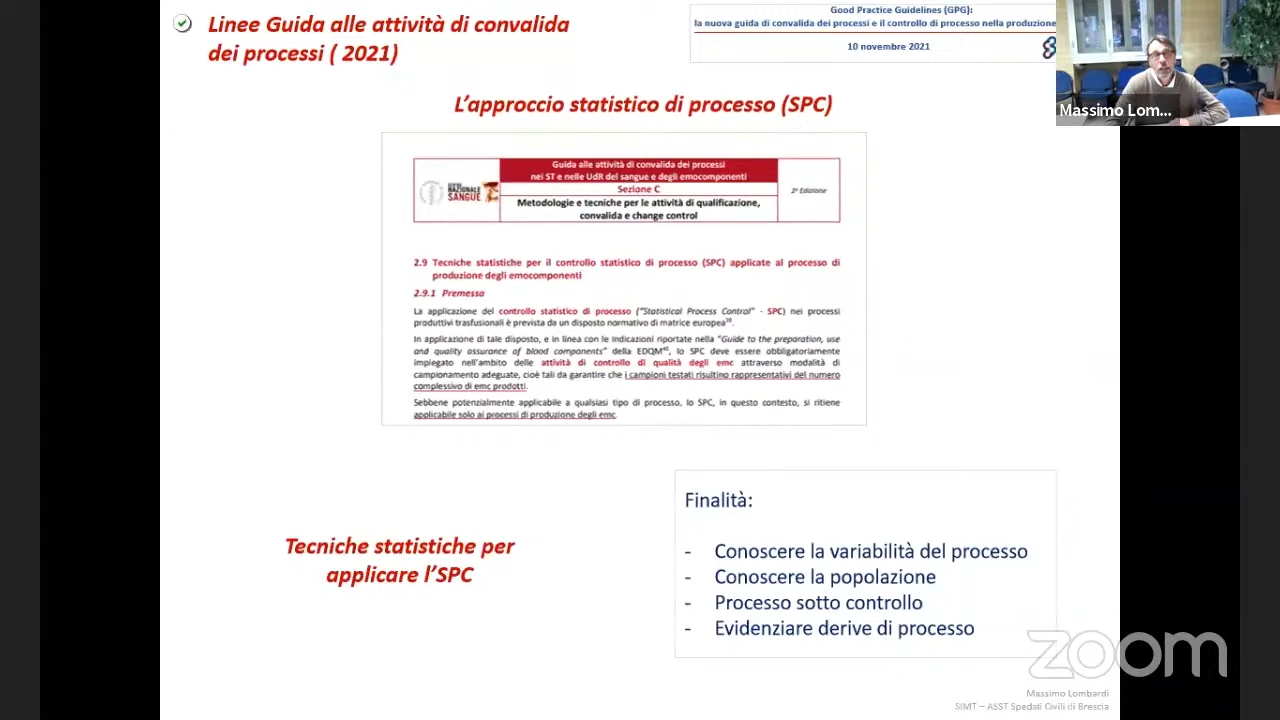 Linee Guida alle attività di convalida
dei processi ( 2021)
Good Practice Guidelines (GPG):
la nuova guida di convalida dei processi e il controllo di processo nella produzione
10 novembre 2021
Massimo Lom...
L’approccio statistico di processo (SPC)
NAZIONALE
SANGUE
Guida alle attività di convalida dei processi
nei ST e nelle UdR del sangue e degli emocomponenti
Sezione C
Metodologie e tecniche per le attività di qualificazione,
convalida e change control
2ª Edizione
2.9 Tecniche statistiche per il controllo statistico di processo (SPC) applicate al processo di
produzione degli emocomponenti
2.9.1 Premessa
La applicazione del controllo statistico di processo (“Statistical Process Control” - SPC) nei processi
produttivi trasfusionali è prevista da un disposto normativo di matrice europea
In applicazione di tale disposto, e in linea con le indicazioni riportate nella “Guide to the preparation, use
and quality assurance of blood components” della EDQM, lo SPC deve essere obbligatoriamente
impiegato nell’ambito delle attività di controllo di qualità degli emc attraverso modalità di
campionamento adeguate, cioè tali da garantire che i campioni testati risultino rappresentativi del numero
complessivo di emc prodotti.
Sebbene potenzialmente applicabile a qualsiasi tipo di processo, lo SPC, in questo contesto, si ritiene
applicabile solo ai processi di produzione degli emc.
Tecniche statistiche per
applicare l’SPC
Finalità:
- Conoscere la variabilità del processo
- Conoscere la popolazione
- Processo sotto controllo
- Evidenziare derive di processo
zoom
Massimo Lombardi
SIMT – ASST Spedali Civili di Brescia